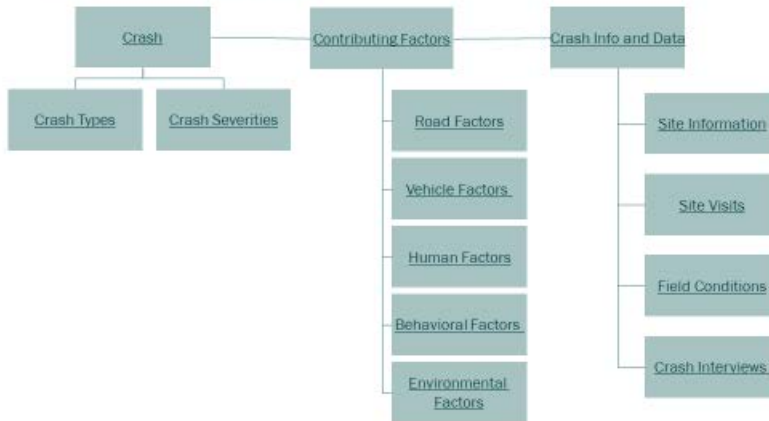 Crash
Contributing Factors
Crash Info and Data
Crash Types
Crash Severities
Road Factors
Vehicle Factors
Human Factors
Behavioral Factors
Environmental
Factors
Site Information
Site Visits
Field Conditions
Crash Interviews